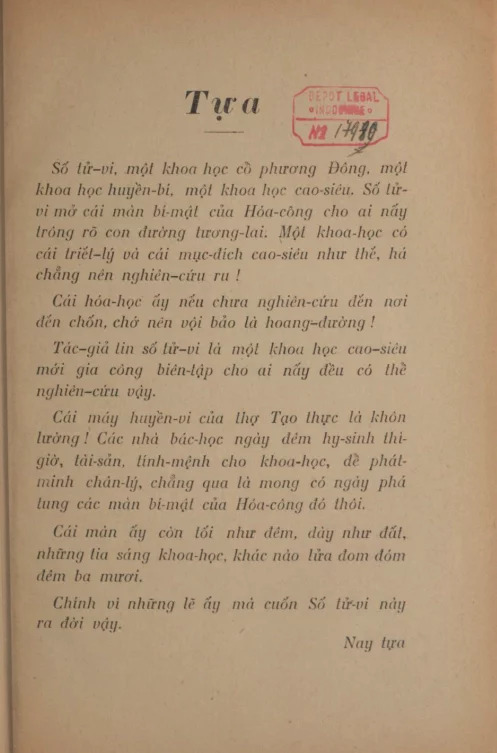 Tựa
DEPOT LEGAL
INDOCHINE
Nº 17980
Số tử-vi, một khoa học cổ phương Đông, một
khoa học huyền-bí, một khoa học cao-siêu. Số tử-
vi mở cái màn bí-mật của Hóa-công cho ai nấy
trông rõ con đường tương-lai. Một khoa-học có
cái triết-lý và cái mục-đích cao-siêu như thế, há
chẳng nên nghiên-cứu ru !
Cái hóa-học ấy nếu chưa nghiên-cứu đến nơi
đến chốn, chớ nên vội bảo là hoang-đường !
Tác-giả tin số tử-vi là một khoa học cao-siêu
mới gia công biên-tập cho ai nấy đều có thể
nghiên-cứu vậy.
Cái máy huyền-vi của thợ Tạo thực là khôn
lường ! Các nhà bác-học ngày đêm hy-sinh thì-
giờ, tài-sản, tính-mệnh cho khoa-học, để phát-
minh chân-lý, chẳng qua là mong có ngày phá
tung các màn bí-mật của Hóa-công đó thôi.
Cái màn ấy còn tối như đêm, dày như đất,
những tia sáng khoa-học, khác nào lửa đom đóm
đêm ba mươi.
Chính vì những lẽ ấy mà cuốn Số tử-vi này
ra đời vậy.
Nay tựa